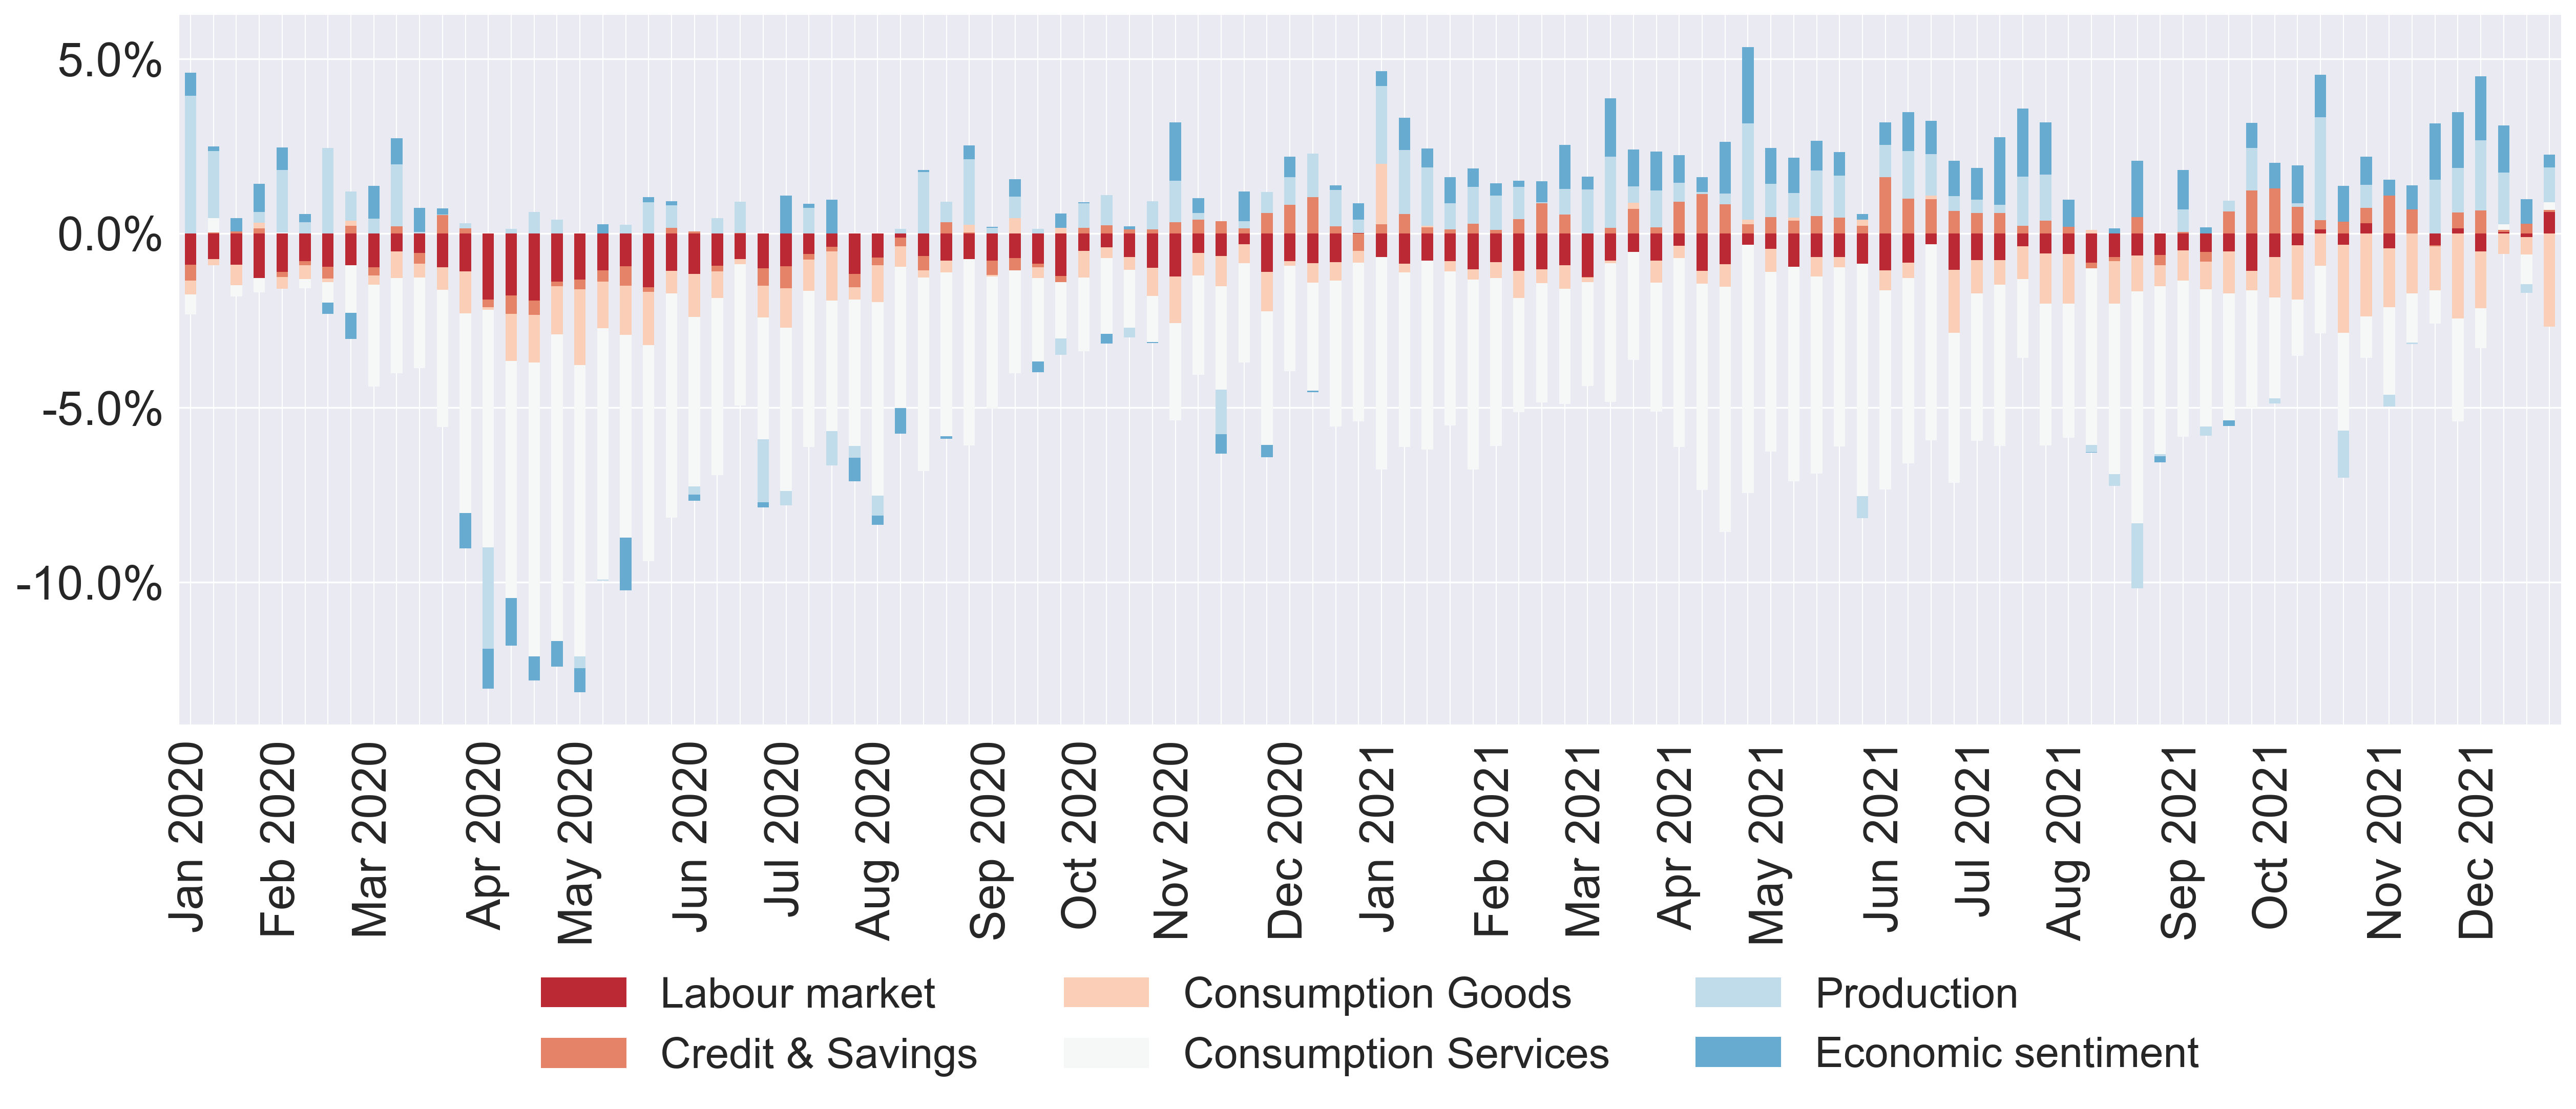 5.0%
0.0%
-5.0%
-10.0%
Jan 2020
Feb 2020
Mar 2020
Apr 2020
May 2020
Jun 2020
Jul 2020
Aug 2020
Sep 2020
Oct 2020
Nov 2020
Dec 2020
Jan 2021
Feb 2021
Mar 2021
Apr 2021
May 2021
Jun 2021
Jul 2021
Aug 2021
Sep 2021
Oct 2021
Nov 2021
Dec 2021
Labour market
Consumption Goods
Production
Credit & Savings
Consumption Services
Economic sentiment